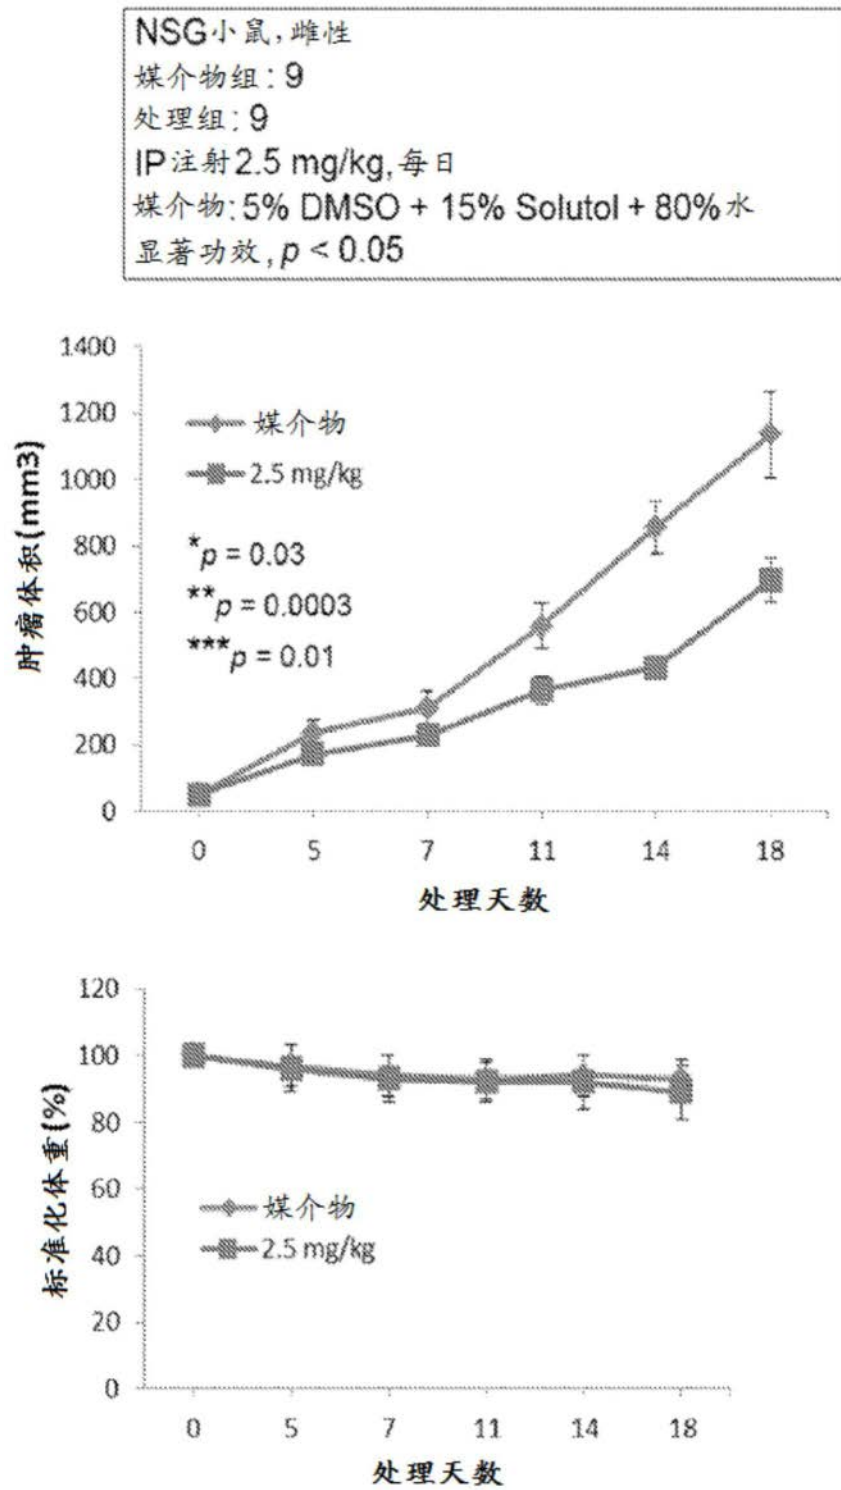 NSG小鼠,雌性
媒介物组: 9
处理组: 9
IP注射2.5 mg/kg,每日
媒介物: 5% DMSO + 15% Solutol + 80%水
显著功效, p < 0.05
肿瘤体积(mm3)
1400
1200
1000
800
600
400
200
0
媒介物
2.5 mg/kg
*p = 0.03
**p = 0.0003
***p = 0.01
0 5 7 11 14 18
处理天数
标准化体重(%)
120
100
80
60
40
20
0
媒介物
2.5 mg/kg
0 5 7 11 14 18
处理天数